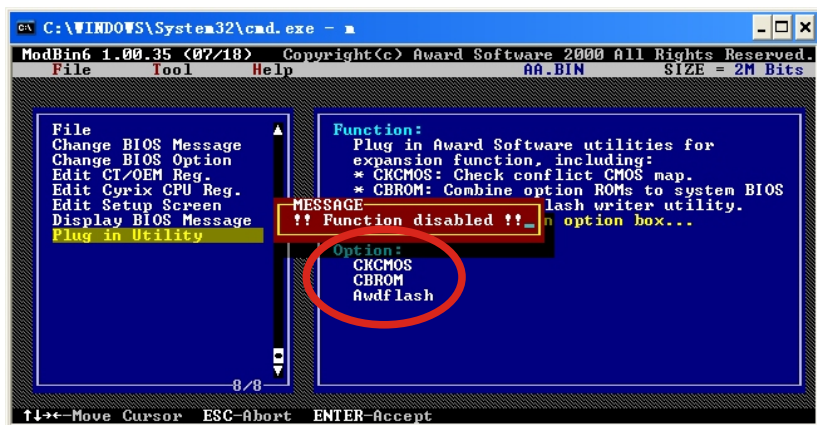 C:\WINDOWS\System32\cmd.exe - m
ModBin6 1.00.35 (07/18) Copyright(c) Award Software 2000 All Rights Reserved.
File Tool Help AA.BIN SIZE = 2M Bits
File
Change BIOS Message
Change BIOS Option
Edit CT/OEM Reg.
Edit Cyrix CPU Reg.
Edit Setup Screen
Display BIOS Message
Plug in Utility
8/8
Function:
Plug in Award Software utilities for
expansion function, including:
* CKCMOS: Check conflict CMOS map.
* CBROM: Combine option ROMs to system BIOS
lash writer utility.
n option box...
MESSAGE
!! Function disabled !!_
Option:
CKCMOS
CBROM
Awdflash
↑↓→←-Move Cursor ESC-Abort ENTER-Accept